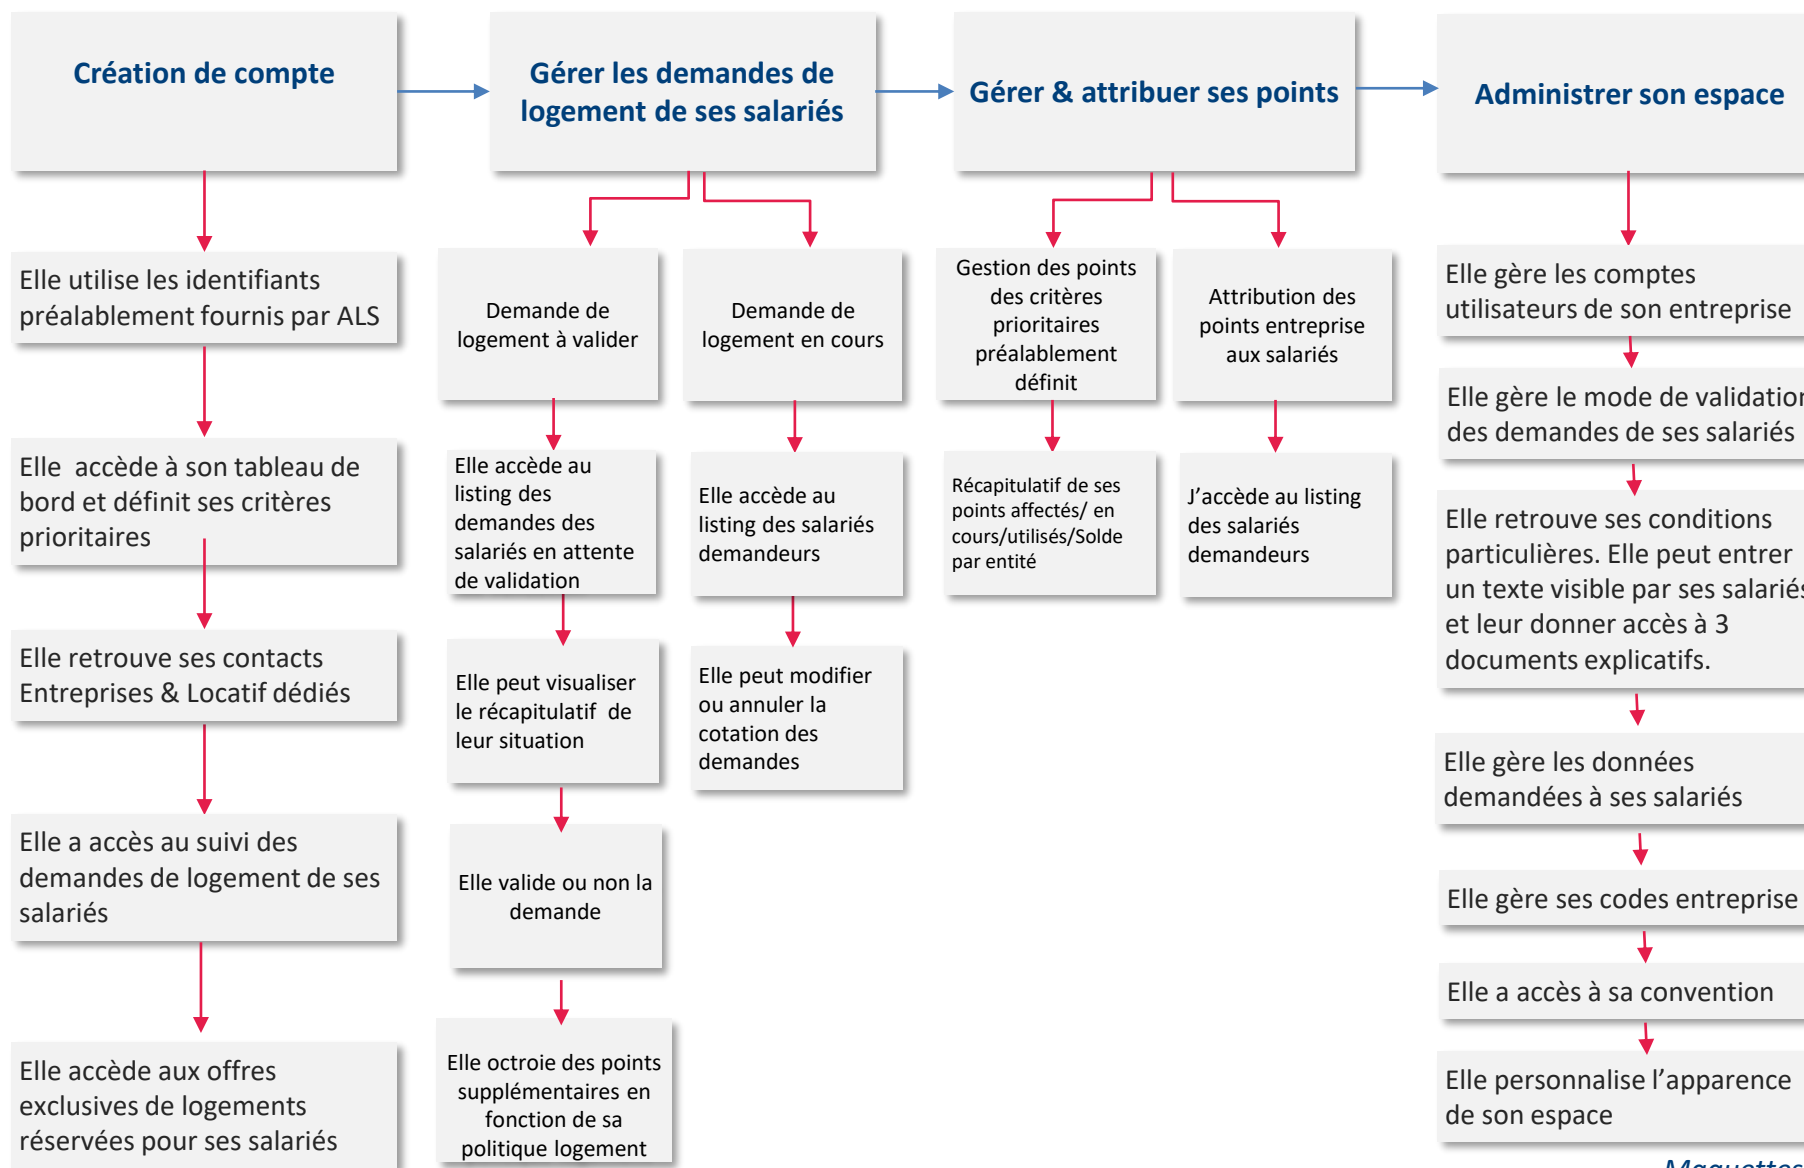 Création de compte
Gérer les demandes de
logement de ses salariés
Gérer & attribuer ses points
Administrer son espace
Elle utilise les identifiants
préalablement fournis par ALS
Elle  accède à son tableau de
bord et définit ses critères
prioritaires
Elle retrouve ses contacts
Entreprises & Locatif dédiés
Elle a accès au suivi des
demandes de logement de ses
salariés
Elle accède aux offres
exclusives de logements
réservées pour ses salariés
Demande de
logement à valider
Elle accède au
listing des
demandes des
salariés en attente
de validation
Elle peut visualiser
le récapitulatif  de
leur situation
Elle valide ou non la
demande
Elle octroie des points
supplémentaires en
fonction de sa
politique logement
Demande de
logement en cours
Elle accède au
listing des salariés
demandeurs
Elle peut modifier
ou annuler la
cotation des
demandes
Gestion des points
des critères
prioritaires
préalablement
définit
Récapitulatif de ses
points affectés/ en
cours/utilisés/Solde
par entité
Attribution des
points entreprise
aux salariés
J’accède au listing
des salariés
demandeurs
Elle gère les comptes
utilisateurs de son entreprise
Elle gère le mode de validation
des demandes de ses salariés
Elle retrouve ses conditions
particulières. Elle peut entrer
un texte visible par ses salariés
et leur donner accès à 3
documents explicatifs.
Elle gère les données
demandées à ses salariés
Elle gère ses codes entreprise
Elle a accès à sa convention
Elle personnalise l’apparence
de son espace
Maquettes